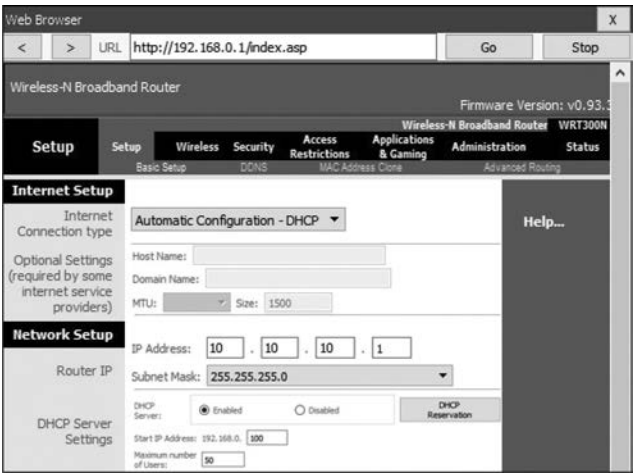 Web Browser X
< > URL http://192.168.0.1/index.asp Go Stop
Wireless-N Broadband Router
Firmware Version: v0.93.3
Wireless-N Broadband Router WRT300N
Setup Setup Wireless Security Access Restrictions Applications & Gaming Administration Status
Basic Setup DDNS MAC Address Clone Advanced Routing
Internet Setup
Internet Connection type Automatic Configuration - DHCP
Help...
Optional Settings (required by some internet service providers)
Host Name:
Domain Name:
MTU: Size: 1500
Network Setup
Router IP
IP Address: 10 . 10 . 10 . 1
Subnet Mask: 255.255.255.0
DHCP Server Settings
DHCP Server: Enabled Disabled DHCP Reservation
Start IP Address: 192.168.0. 100
Maximum number of Users: 50